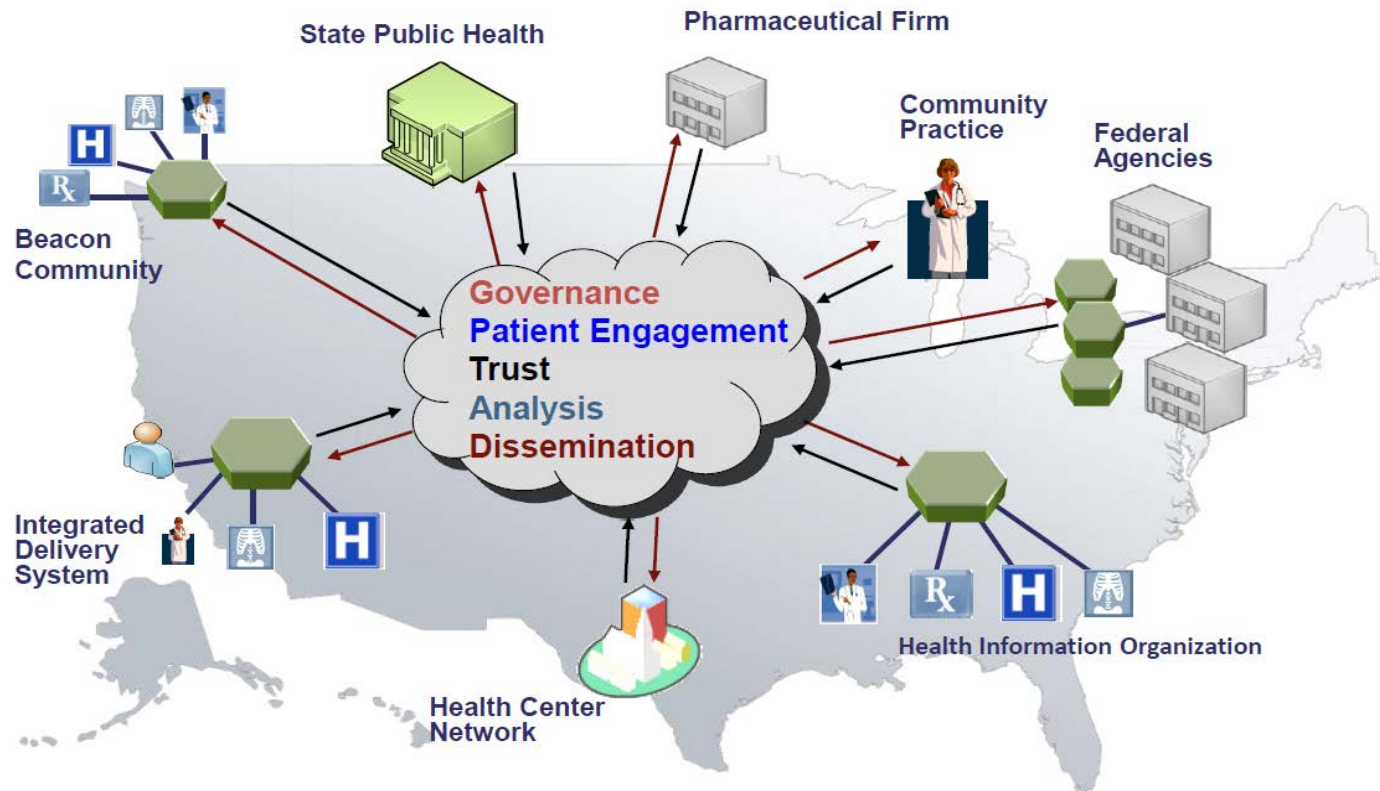 State Public Health
Pharmaceutical Firm
Community
Practice
Federal
Agencies
H
Rx
Beacon
Community
Governance
Patient Engagement
Trust
Analysis
Dissemination
Integrated
Delivery
System
H
Rx
H
Health Information Organization
Health Center
Network